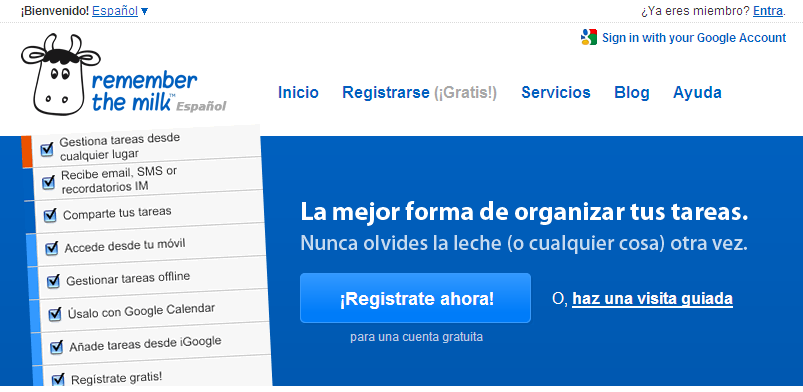 ¡Bienvenido! Español ▼
¿Ya eres miembro? Entra.
Sign in with your Google Account
remember
the milk™ Español
Inicio Registrarse (¡Gratis!) Servicios Blog Ayuda
Gestiona tareas desde
cualquier lugar
Recibe email, SMS or
recordatorios IM
Comparte tus tareas
Accede desde tu móvil
Gestionar tareas offline
Úsalo con Google Calendar
Añade tareas desde iGoogle
Regístrate gratis!
La mejor forma de organizar tus tareas.
Nunca olvides la leche (o cualquier cosa) otra vez.
¡Registrate ahora!
O, haz una visita guiada
para una cuenta gratuita